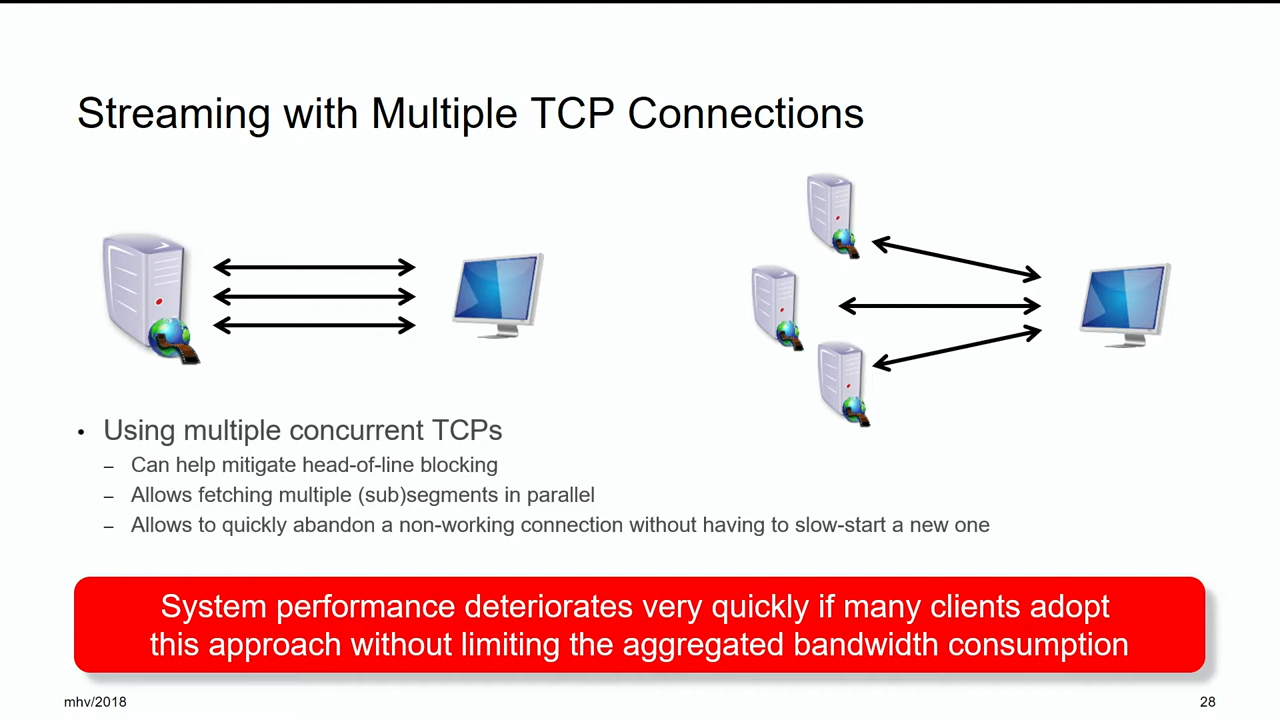 Streaming with Multiple TCP Connections
• Using multiple concurrent TCPs
– Can help mitigate head-of-line blocking
– Allows fetching multiple (sub)segments in parallel
– Allows to quickly abandon a non-working connection without having to slow-start a new one
System performance deteriorates very quickly if many clients adopt
this approach without limiting the aggregated bandwidth consumption
mhv/2018
28